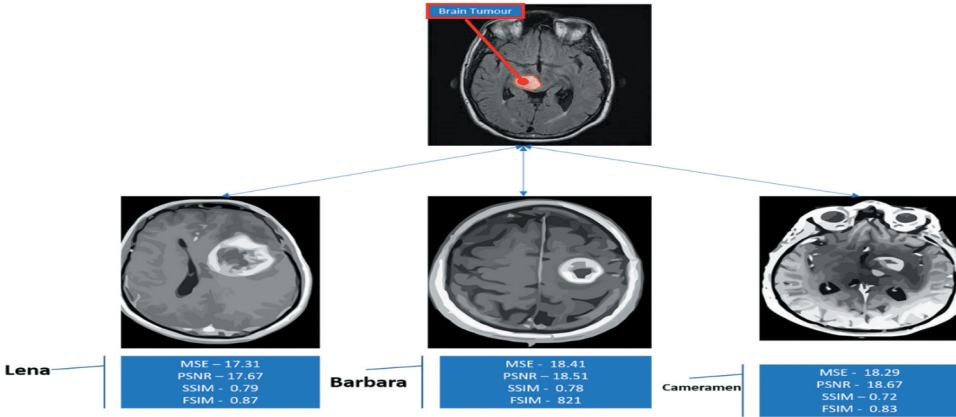 Brain Tumour
Lena
MSE – 17.31
PSNR – 17.67
SSIM - 0.79
FSIM - 0.87
Barbara
MSE - 18.41
PSNR - 18.51
SSIM - 0.78
FSIM - 821
Cameramen
MSE - 18.29
PSNR - 18.67
SSIM – 0.72
FSIM - 0.83